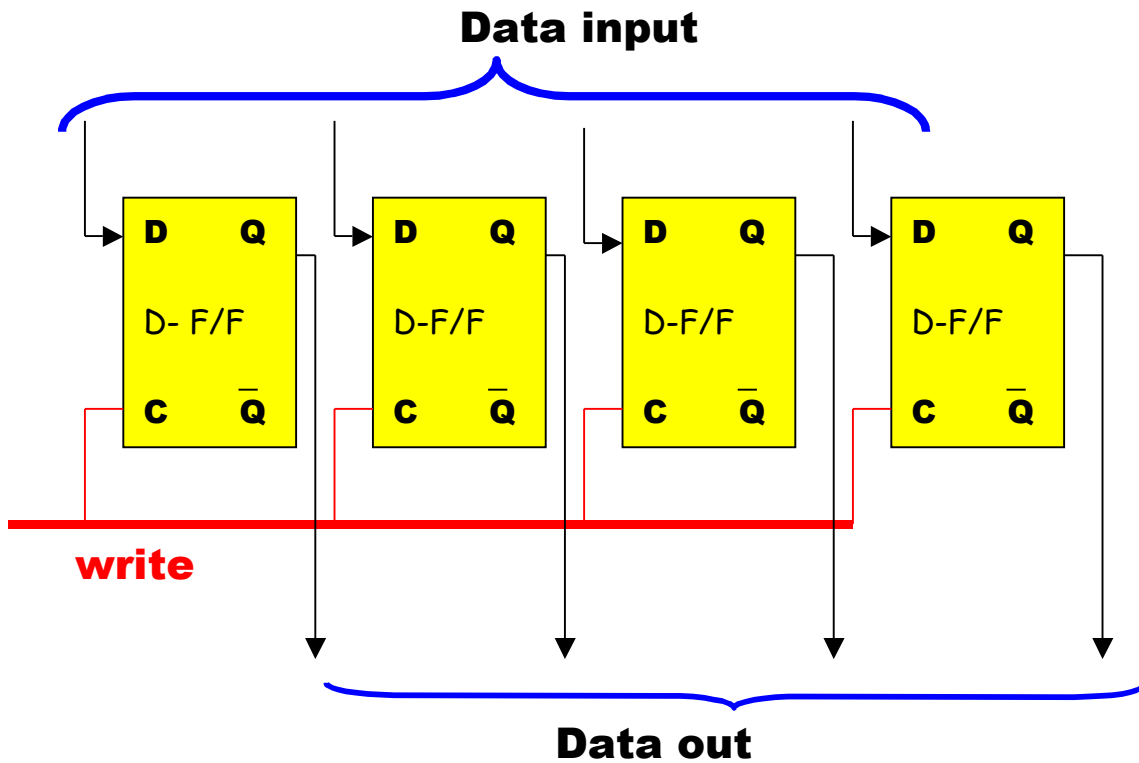 Data input
D Q D Q D Q D Q
D- F/F D-F/F D-F/F D-F/F
C Q̅ C Q̅ C Q̅ C Q̅
write
Data out